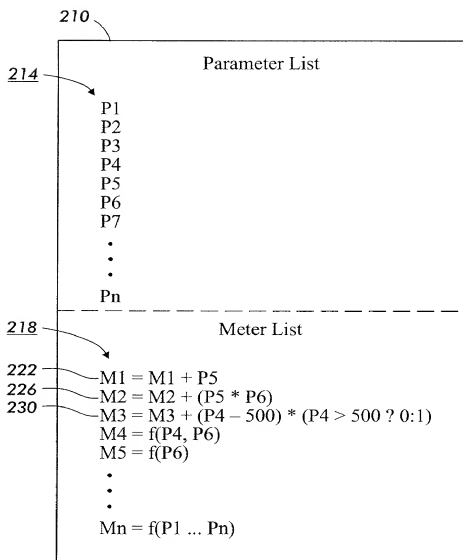 210
Parameter List
214
P1
P2
P3
P4
P5
P6
P7
Pn
Meter List
218
222 M1 = M1 + P5
226 M2 = M2 + (P5 * P6)
230 M3 = M3 + (P4 – 500) * (P4 > 500 ? 0:1)
M4 = f(P4, P6)
M5 = f(P6)
Mn = f(P1 ... Pn)